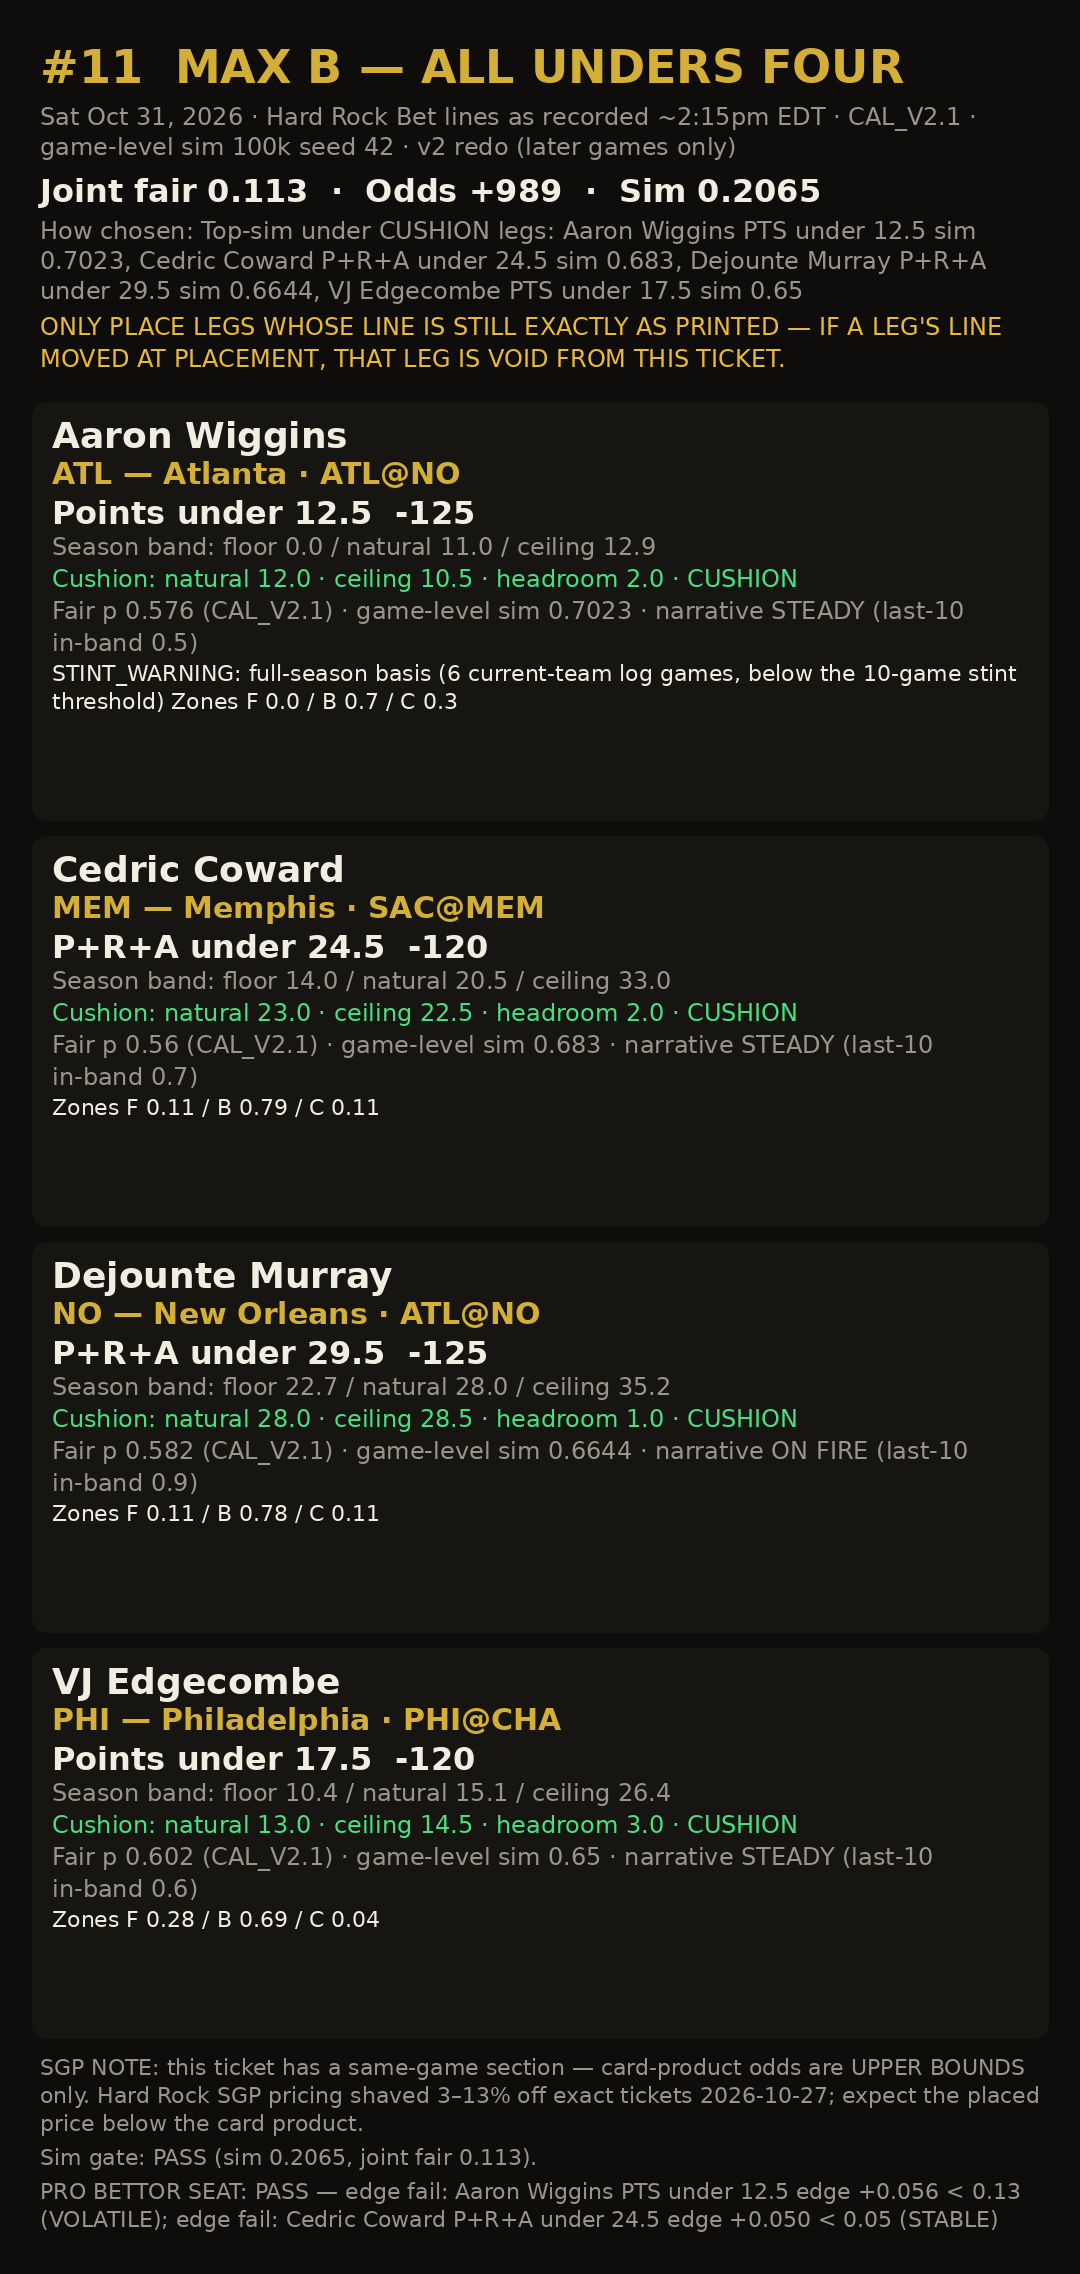 #11  MAX B — ALL UNDERS FOUR
Sat Oct 31, 2026 · Hard Rock Bet lines as recorded ~2:15pm EDT · CAL_V2.1 ·
game-level sim 100k seed 42 · v2 redo (later games only)
Joint fair 0.113  ·  Odds +989  ·  Sim 0.2065
How chosen: Top-sim under CUSHION legs: Aaron Wiggins PTS under 12.5 sim
0.7023, Cedric Coward P+R+A under 24.5 sim 0.683, Dejounte Murray P+R+A
under 29.5 sim 0.6644, VJ Edgecombe PTS under 17.5 sim 0.65
ONLY PLACE LEGS WHOSE LINE IS STILL EXACTLY AS PRINTED — IF A LEG'S LINE
MOVED AT PLACEMENT, THAT LEG IS VOID FROM THIS TICKET.
Aaron Wiggins
ATL — Atlanta · ATL@NO
Points under 12.5  -125
Season band: floor 0.0 / natural 11.0 / ceiling 12.9
Cushion: natural 12.0 · ceiling 10.5 · headroom 2.0 · CUSHION
Fair p 0.576 (CAL_V2.1) · game-level sim 0.7023 · narrative STEADY (last-10
in-band 0.5)
STINT_WARNING: full-season basis (6 current-team log games, below the 10-game stint
threshold) Zones F 0.0 / B 0.7 / C 0.3
Cedric Coward
MEM — Memphis · SAC@MEM
P+R+A under 24.5  -120
Season band: floor 14.0 / natural 20.5 / ceiling 33.0
Cushion: natural 23.0 · ceiling 22.5 · headroom 2.0 · CUSHION
Fair p 0.56 (CAL_V2.1) · game-level sim 0.683 · narrative STEADY (last-10
in-band 0.7)
Zones F 0.11 / B 0.79 / C 0.11
Dejounte Murray
NO — New Orleans · ATL@NO
P+R+A under 29.5  -125
Season band: floor 22.7 / natural 28.0 / ceiling 35.2
Cushion: natural 28.0 · ceiling 28.5 · headroom 1.0 · CUSHION
Fair p 0.582 (CAL_V2.1) · game-level sim 0.6644 · narrative ON FIRE (last-10
in-band 0.9)
Zones F 0.11 / B 0.78 / C 0.11
VJ Edgecombe
PHI — Philadelphia · PHI@CHA
Points under 17.5  -120
Season band: floor 10.4 / natural 15.1 / ceiling 26.4
Cushion: natural 13.0 · ceiling 14.5 · headroom 3.0 · CUSHION
Fair p 0.602 (CAL_V2.1) · game-level sim 0.65 · narrative STEADY (last-10
in-band 0.6)
Zones F 0.28 / B 0.69 / C 0.04
SGP NOTE: this ticket has a same-game section — card-product odds are UPPER BOUNDS
only. Hard Rock SGP pricing shaved 3–13% off exact tickets 2026-10-27; expect the placed
price below the card product.
Sim gate: PASS (sim 0.2065, joint fair 0.113).
PRO BETTOR SEAT: PASS — edge fail: Aaron Wiggins PTS under 12.5 edge +0.056 < 0.13
(VOLATILE); edge fail: Cedric Coward P+R+A under 24.5 edge +0.050 < 0.05 (STABLE)